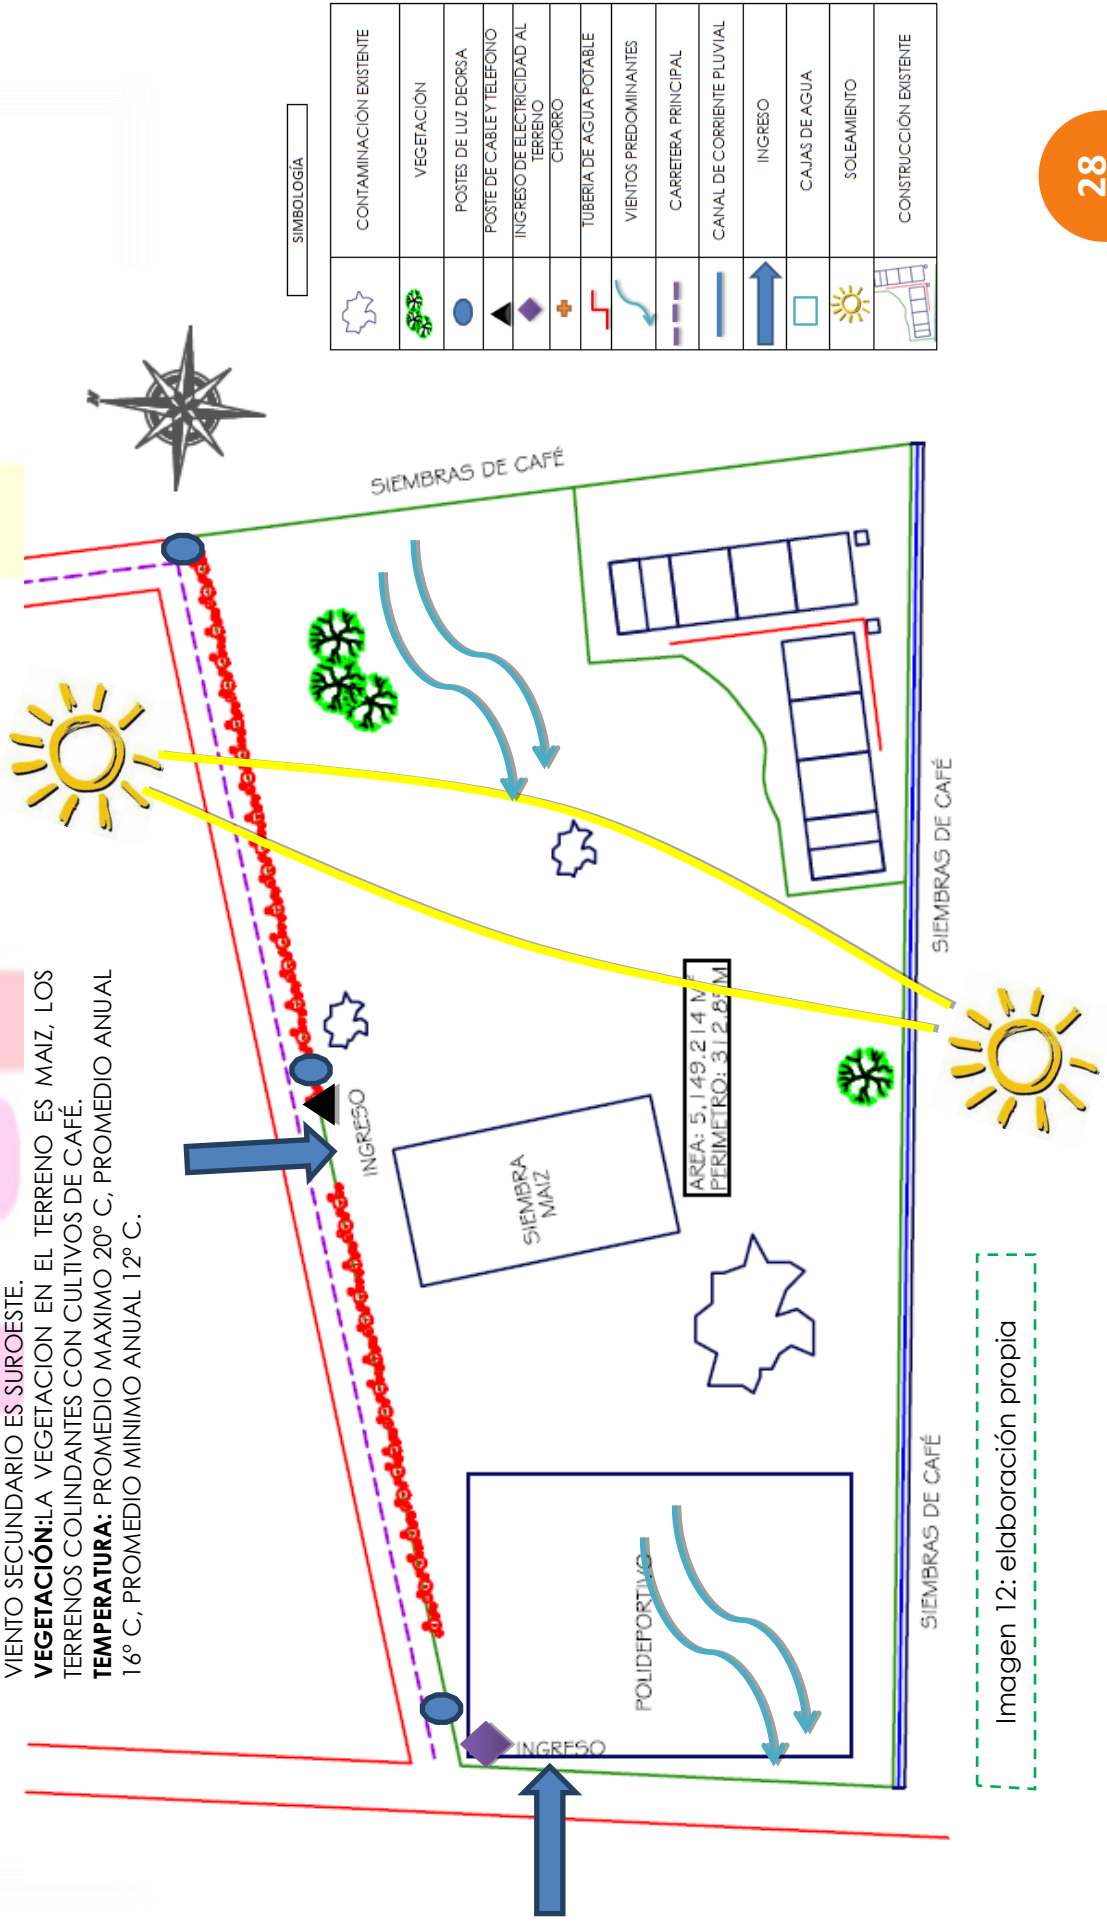 VIENTO SECUNDARIO ES SUROESTE.
VEGETACIÓN:LA VEGETACION EN EL TERRENO ES MAIZ, LOS
TERRENOS COLINDANTES CON CULTIVOS DE CAFÉ.
TEMPERATURA: PROMEDIO MAXIMO 20° C, PROMEDIO ANUAL
16° C, PROMEDIO MINIMO ANUAL 12° C.
N
SIMBOLOGÍA
CONTAMINACIÓN EXISTENTE
VEGETACIÓN
POSTES DE LUZ DEORSA
POSTE DE CABLE Y TELEFONO
INGRESO DE ELECTRICIDAD AL
TERRENO
CHORRO
TUBERIA DE AGUA POTABLE
VIENTOS PREDOMINANTES
CARRETERA PRINCIPAL
CANAL DE CORRIENTE PLUVIAL
INGRESO
CAJAS DE AGUA
SOLEAMIENTO
CONSTRUCCIÓN EXISTENTE
SIEMBRAS DE CAFÉ
INGRESO
SIEMBRA
MAIZ
AREA: 5,149.214 M²
PERIMETRO: 312.85M
POLIDEPORTIVO
INGRESO
SIEMBRAS DE CAFÉ
SIEMBRAS DE CAFÉ
Imagen 12: elaboración propia
28